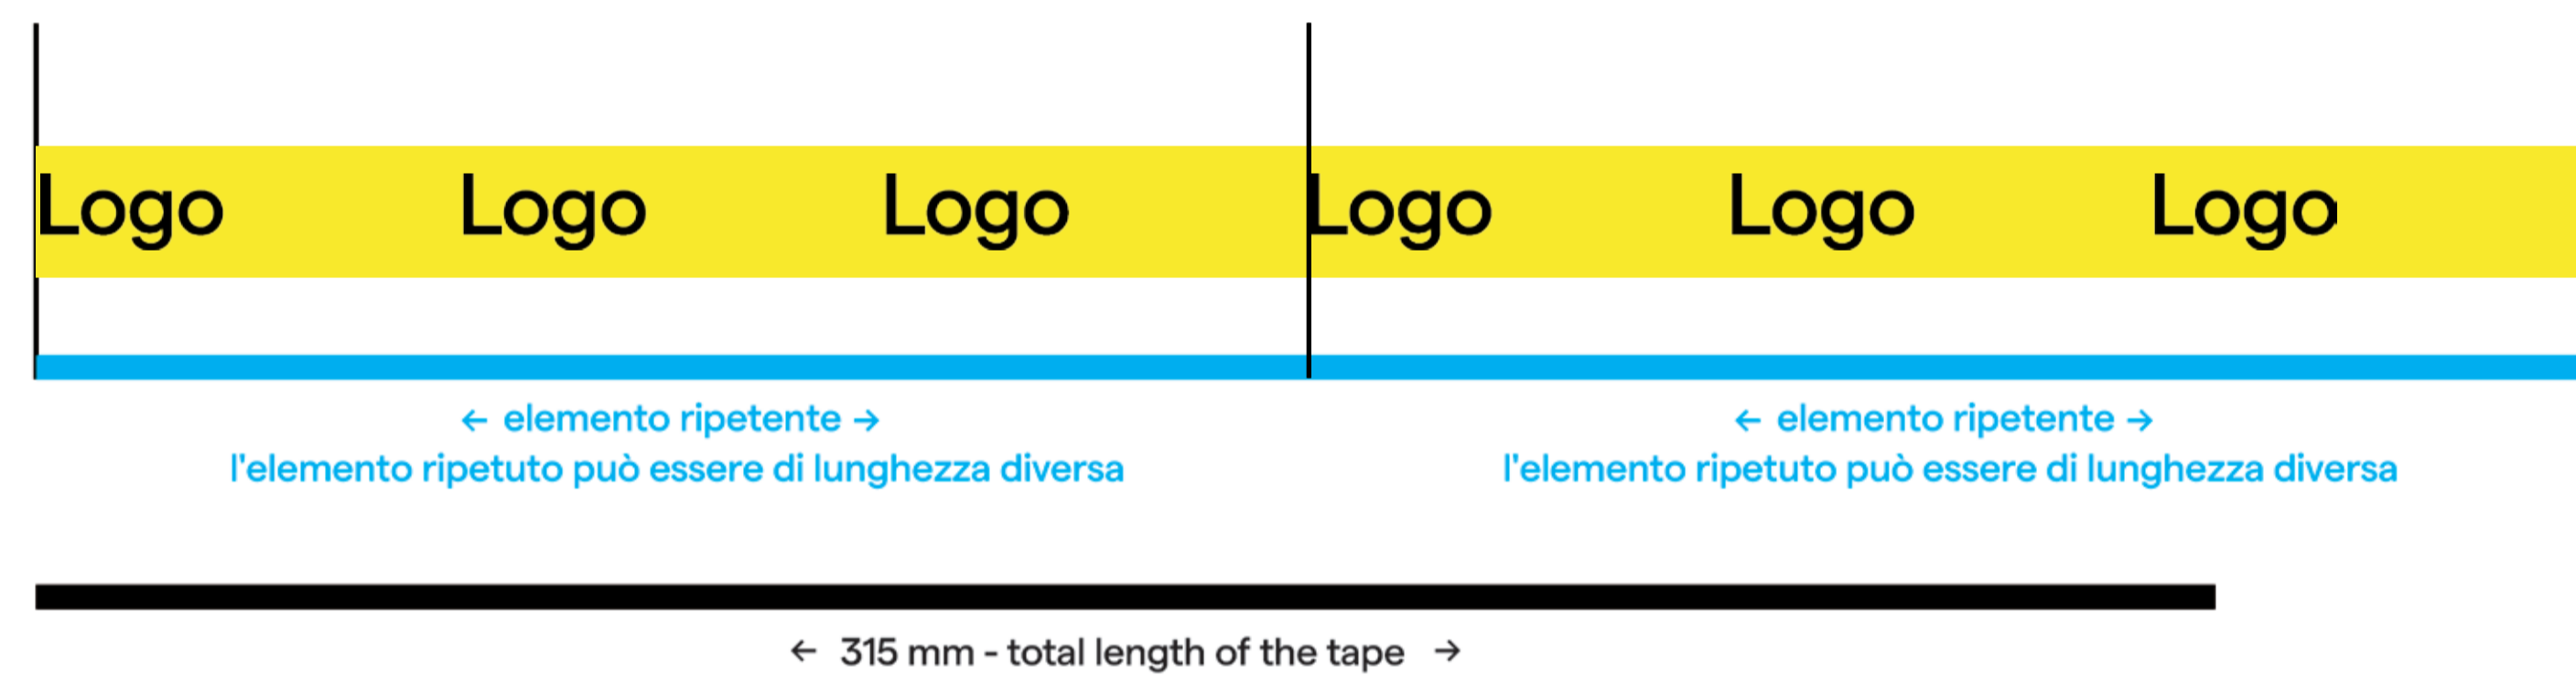 Logo Logo Logo Logo Logo Logo
← elemento ripetente → ← elemento ripetente →
l'elemento ripetuto può essere di lunghezza diversa l'elemento ripetuto può essere di lunghezza diversa
← 315 mm - total length of the tape →